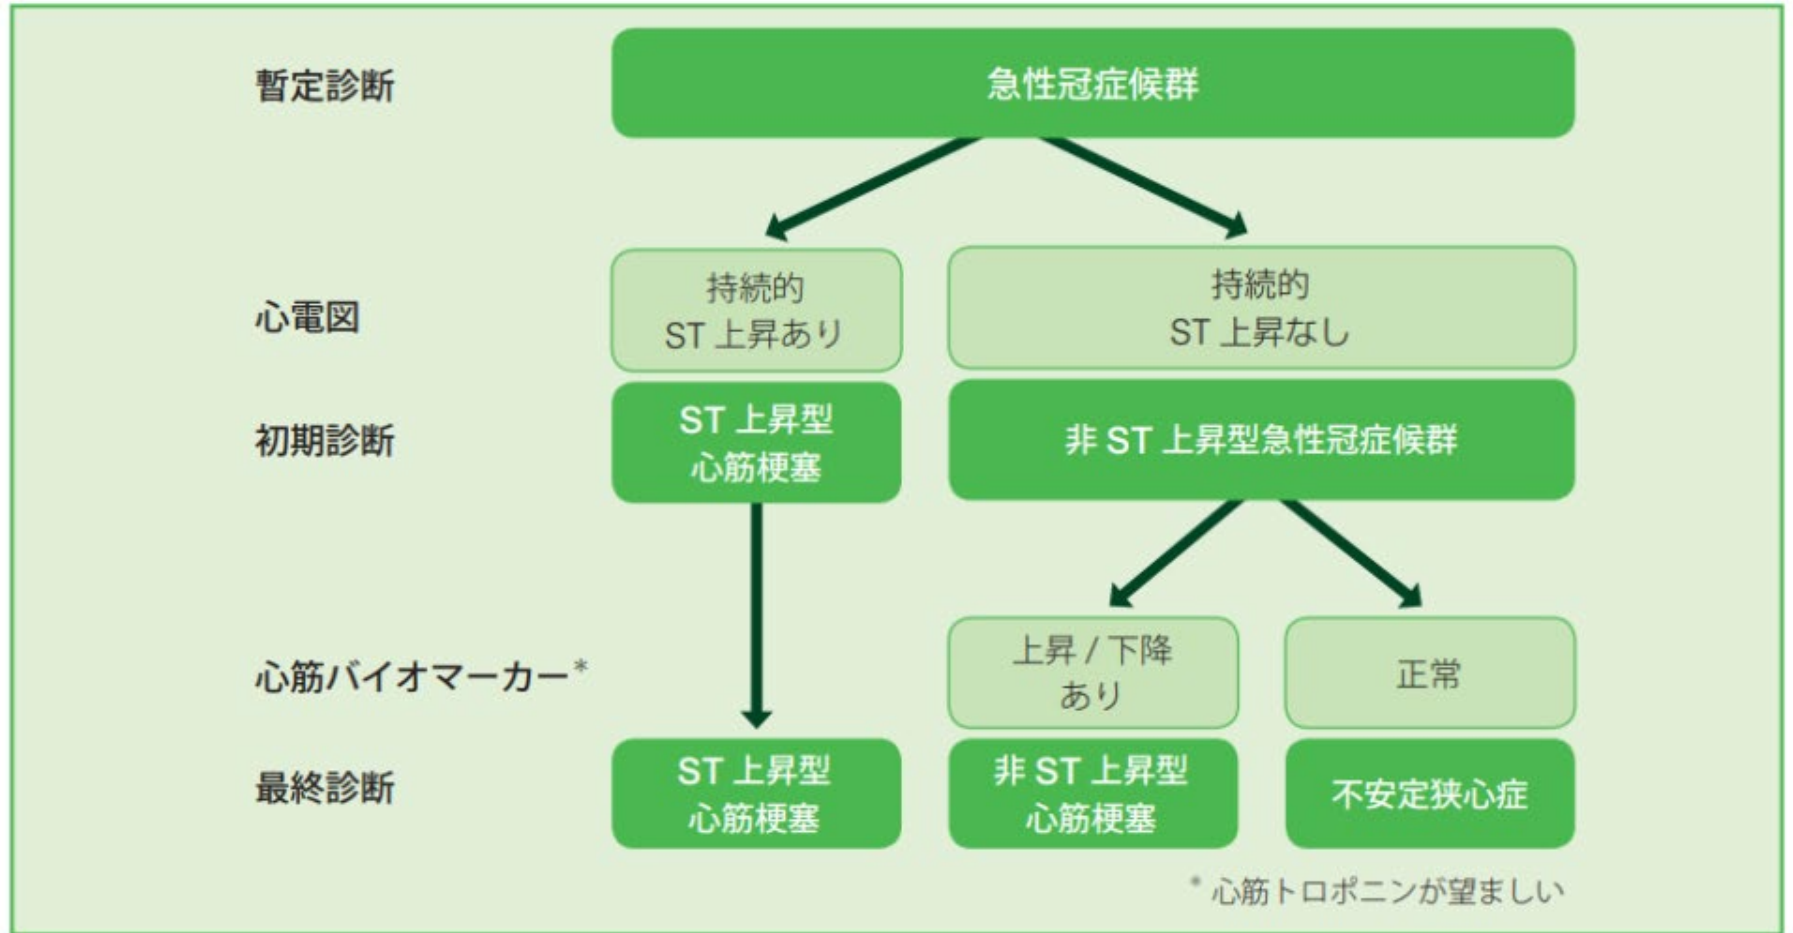 暫定診断
急性冠症候群
心電図
持続的
ST 上昇あり
持続的
ST 上昇なし
初期診断
ST 上昇型
心筋梗塞
非 ST 上昇型急性冠症候群
心筋バイオマーカー*
上昇 / 下降
あり
正常
最終診断
ST 上昇型
心筋梗塞
非 ST 上昇型
心筋梗塞
不安定狭心症
* 心筋トロポニンが望ましい